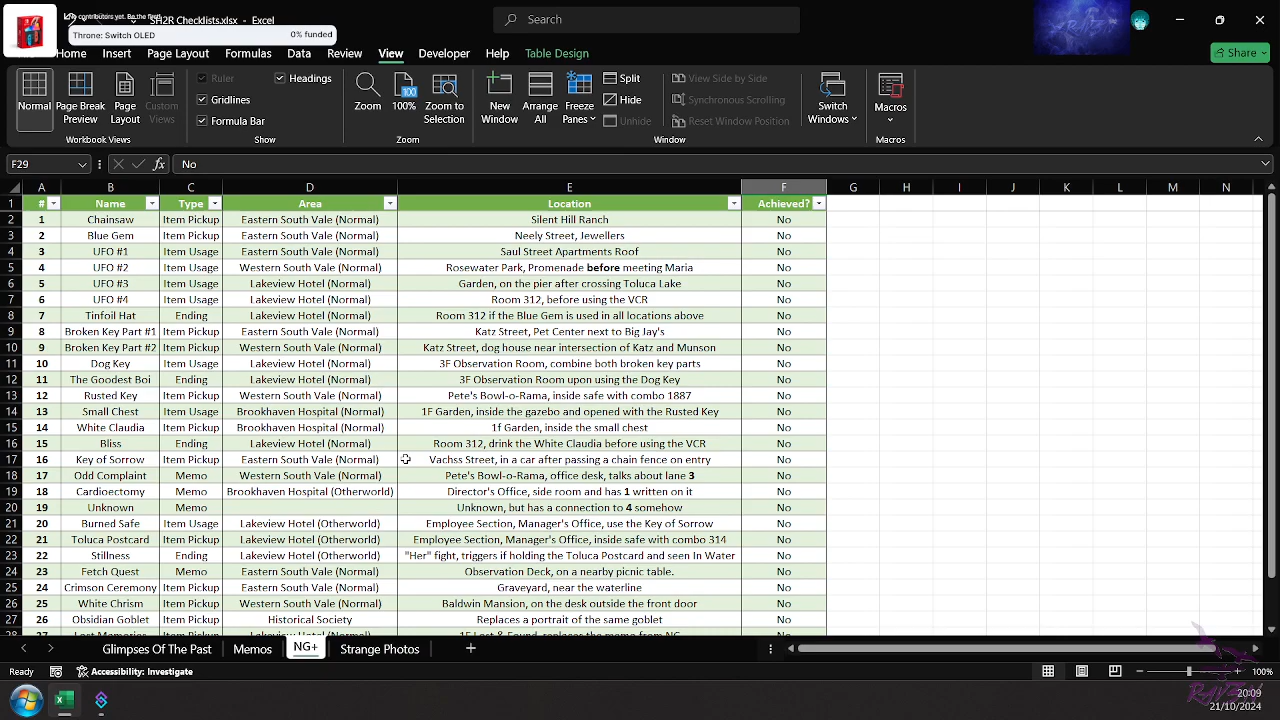 No contributors yet. Be the first!
SH2R Checklists.xlsx - Excel
Search
Throne: Switch OLED 0% funded
Home Insert Page Layout Formulas Data Review View Developer Help Table Design
Share
Normal Page Break Preview Page Layout Custom Views
Workbook Views
Ruler Headings
Gridlines
Formula Bar
Show
Zoom 100% Zoom to Selection
Zoom
New Window Arrange All Freeze Panes
Split
Hide
Unhide
View Side by Side
Synchronous Scrolling
Reset Window Position
Window
Switch Windows
Macros
Macros
F29 fx No
A B C D E F G H I J K L M N
1 # Name Type Area Location Achieved?
2 1 Chainsaw Item Pickup Eastern South Vale (Normal) Silent Hill Ranch No
3 2 Blue Gem Item Pickup Eastern South Vale (Normal) Neely Street, Jewellers No
4 3 UFO #1 Item Usage Eastern South Vale (Normal) Saul Street Apartments Roof No
5 4 UFO #2 Item Usage Western South Vale (Normal) Rosewater Park, Promenade before meeting Maria No
6 5 UFO #3 Item Usage Lakeview Hotel (Normal) Garden, on the pier after crossing Toluca Lake No
7 6 UFO #4 Item Usage Lakeview Hotel (Normal) Room 312, before using the VCR No
8 7 Tinfoil Hat Ending Lakeview Hotel (Normal) Room 312 if the Blue Gem is used in all locations above No
9 8 Broken Key Part #1 Item Pickup Eastern South Vale (Normal) Katz Street, Pet Center next to Big Jay's No
10 9 Broken Key Part #2 Item Pickup Western South Vale (Normal) Katz Street, dog house near intersection of Katz and Munson No
11 10 Dog Key Item Usage Lakeview Hotel (Normal) 3F Observation Room, combine both broken key parts No
12 11 The Goodest Boi Ending Lakeview Hotel (Normal) 3F Observation Room upon using the Dog Key No
13 12 Rusted Key Item Pickup Western South Vale (Normal) Pete's Bowl-o-Rama, inside safe with combo 1887 No
14 13 Small Chest Item Usage Brookhaven Hospital (Normal) 1F Garden, inside the gazebo and opened with the Rusted Key No
15 14 White Claudia Item Pickup Brookhaven Hospital (Normal) 1f Garden, inside the small chest No
16 15 Bliss Ending Lakeview Hotel (Normal) Room 312, drink the White Claudia before using the VCR No
17 16 Key of Sorrow Item Pickup Eastern South Vale (Normal) Vachss Street, in a car after passing a chain fence on entry No
18 17 Odd Complaint Memo Western South Vale (Normal) Pete's Bowl-o-Rama, office desk, talks about lane 3 No
19 18 Cardioectomy Memo Brookhaven Hospital (Otherworld) Director's Office, side room and has 1 written on it No
20 19 Unknown Memo Unknown, but has a connection to 4 somehow No
21 20 Burned Safe Item Usage Lakeview Hotel (Otherworld) Employee Section, Manager's Office, use the Key of Sorrow No
22 21 Toluca Postcard Item Pickup Lakeview Hotel (Otherworld) Employee Section, Manager's Office, inside safe with combo 314 No
23 22 Stillness Ending Lakeview Hotel (Otherworld) "Her" fight, triggers if holding the Toluca Postcard and seen In Water No
24 23 Fetch Quest Memo Eastern South Vale (Normal) Observation Deck, on a nearby picnic table. No
25 24 Crimson Ceremony Item Pickup Eastern South Vale (Normal) Graveyard, near the waterline No
26 25 White Chrism Item Pickup Western South Vale (Normal) Baldwin Mansion, on the desk outside the front door No
27 26 Obsidian Goblet Item Pickup Historical Society Replaces a portrait of the same goblet No
28 27 Lost Memories Item Pickup Lakeview Hotel (Normal) 1F Lost & Found, replaces the memo from NG No
Glimpses Of The Past Memos NG+ Strange Photos
Ready Accessibility: Investigate 100%
20:09
21/10/2024